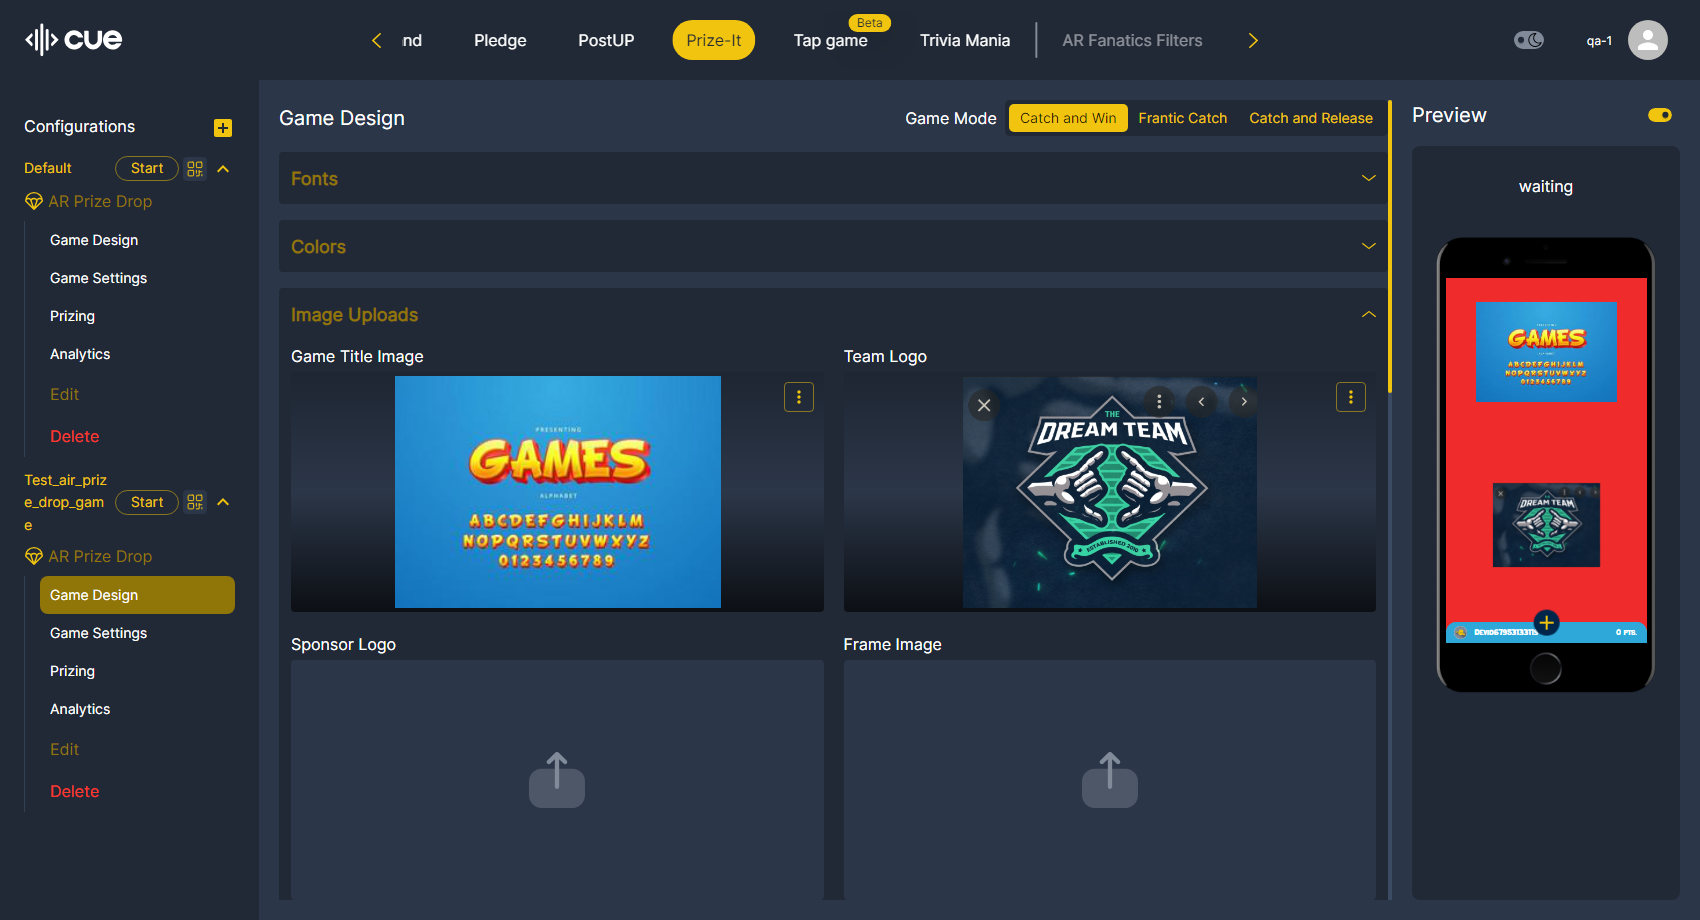 cue
nd
Pledge
PostUP
Prize-It
Beta
Tap game
Trivia Mania
AR Fanatics Filters
qa-1
Configurations
Default
Start
AR Prize Drop
Game Design
Game Settings
Prizing
Analytics
Edit
Delete
Test_air_priz
e_drop_gam
e
Start
AR Prize Drop
Game Design
Game Settings
Prizing
Analytics
Edit
Delete
Game Design
Game Mode
Catch and Win
Frantic Catch
Catch and Release
Fonts
Colors
Image Uploads
Game Title Image
PRESENTING
GAMES
ALPHABET
ABCDEFGHIJKLM
NOPQRSTUVWXYZ
0123456789
Team Logo
THE
DREAM TEAM
ESTABLISHED 2010
Sponsor Logo
Frame Image
Preview
waiting
GAMES
ABCDEFGHIJKLM
NOPQRSTUVWXYZ
0123456789
DREAM TEAM
0 PTS.